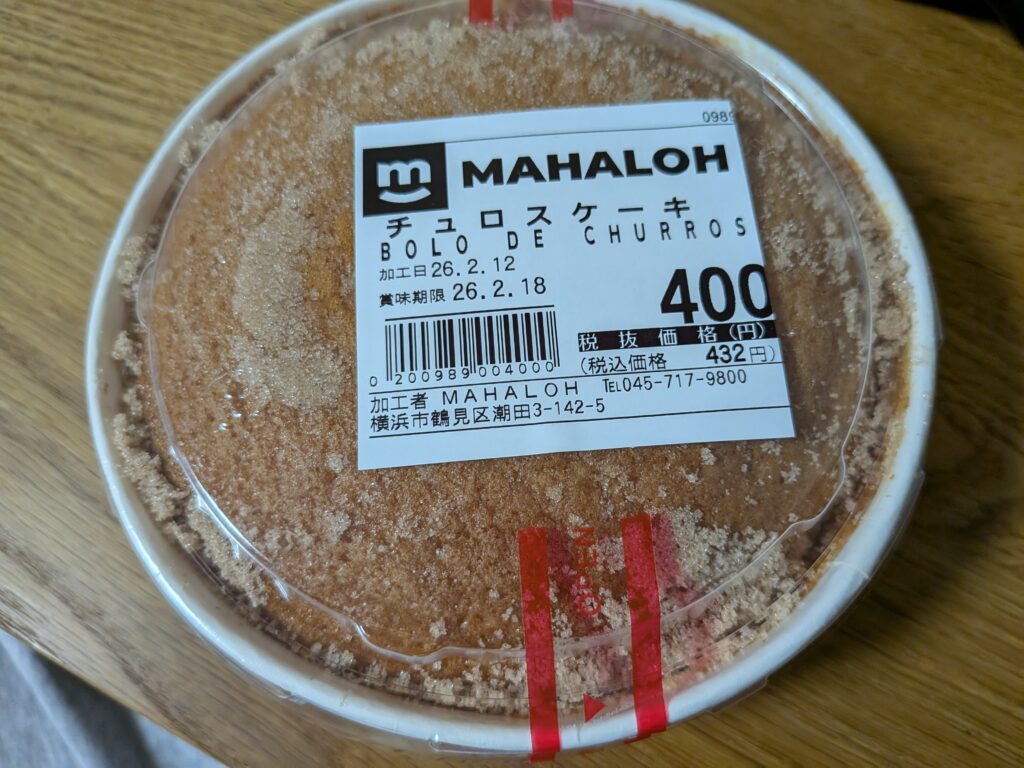 0989
m MAHALOH
チュロスケーキ
BOLO DE CHURROS
加工日26.2.12
賞味期限 26.2.18
400
税抜価格(円)
(税込価格 432円)
0 200989 004000
加工者 MAHALOH TEL045-717-9800
横浜市鶴見区潮田3-142-5
OPEN